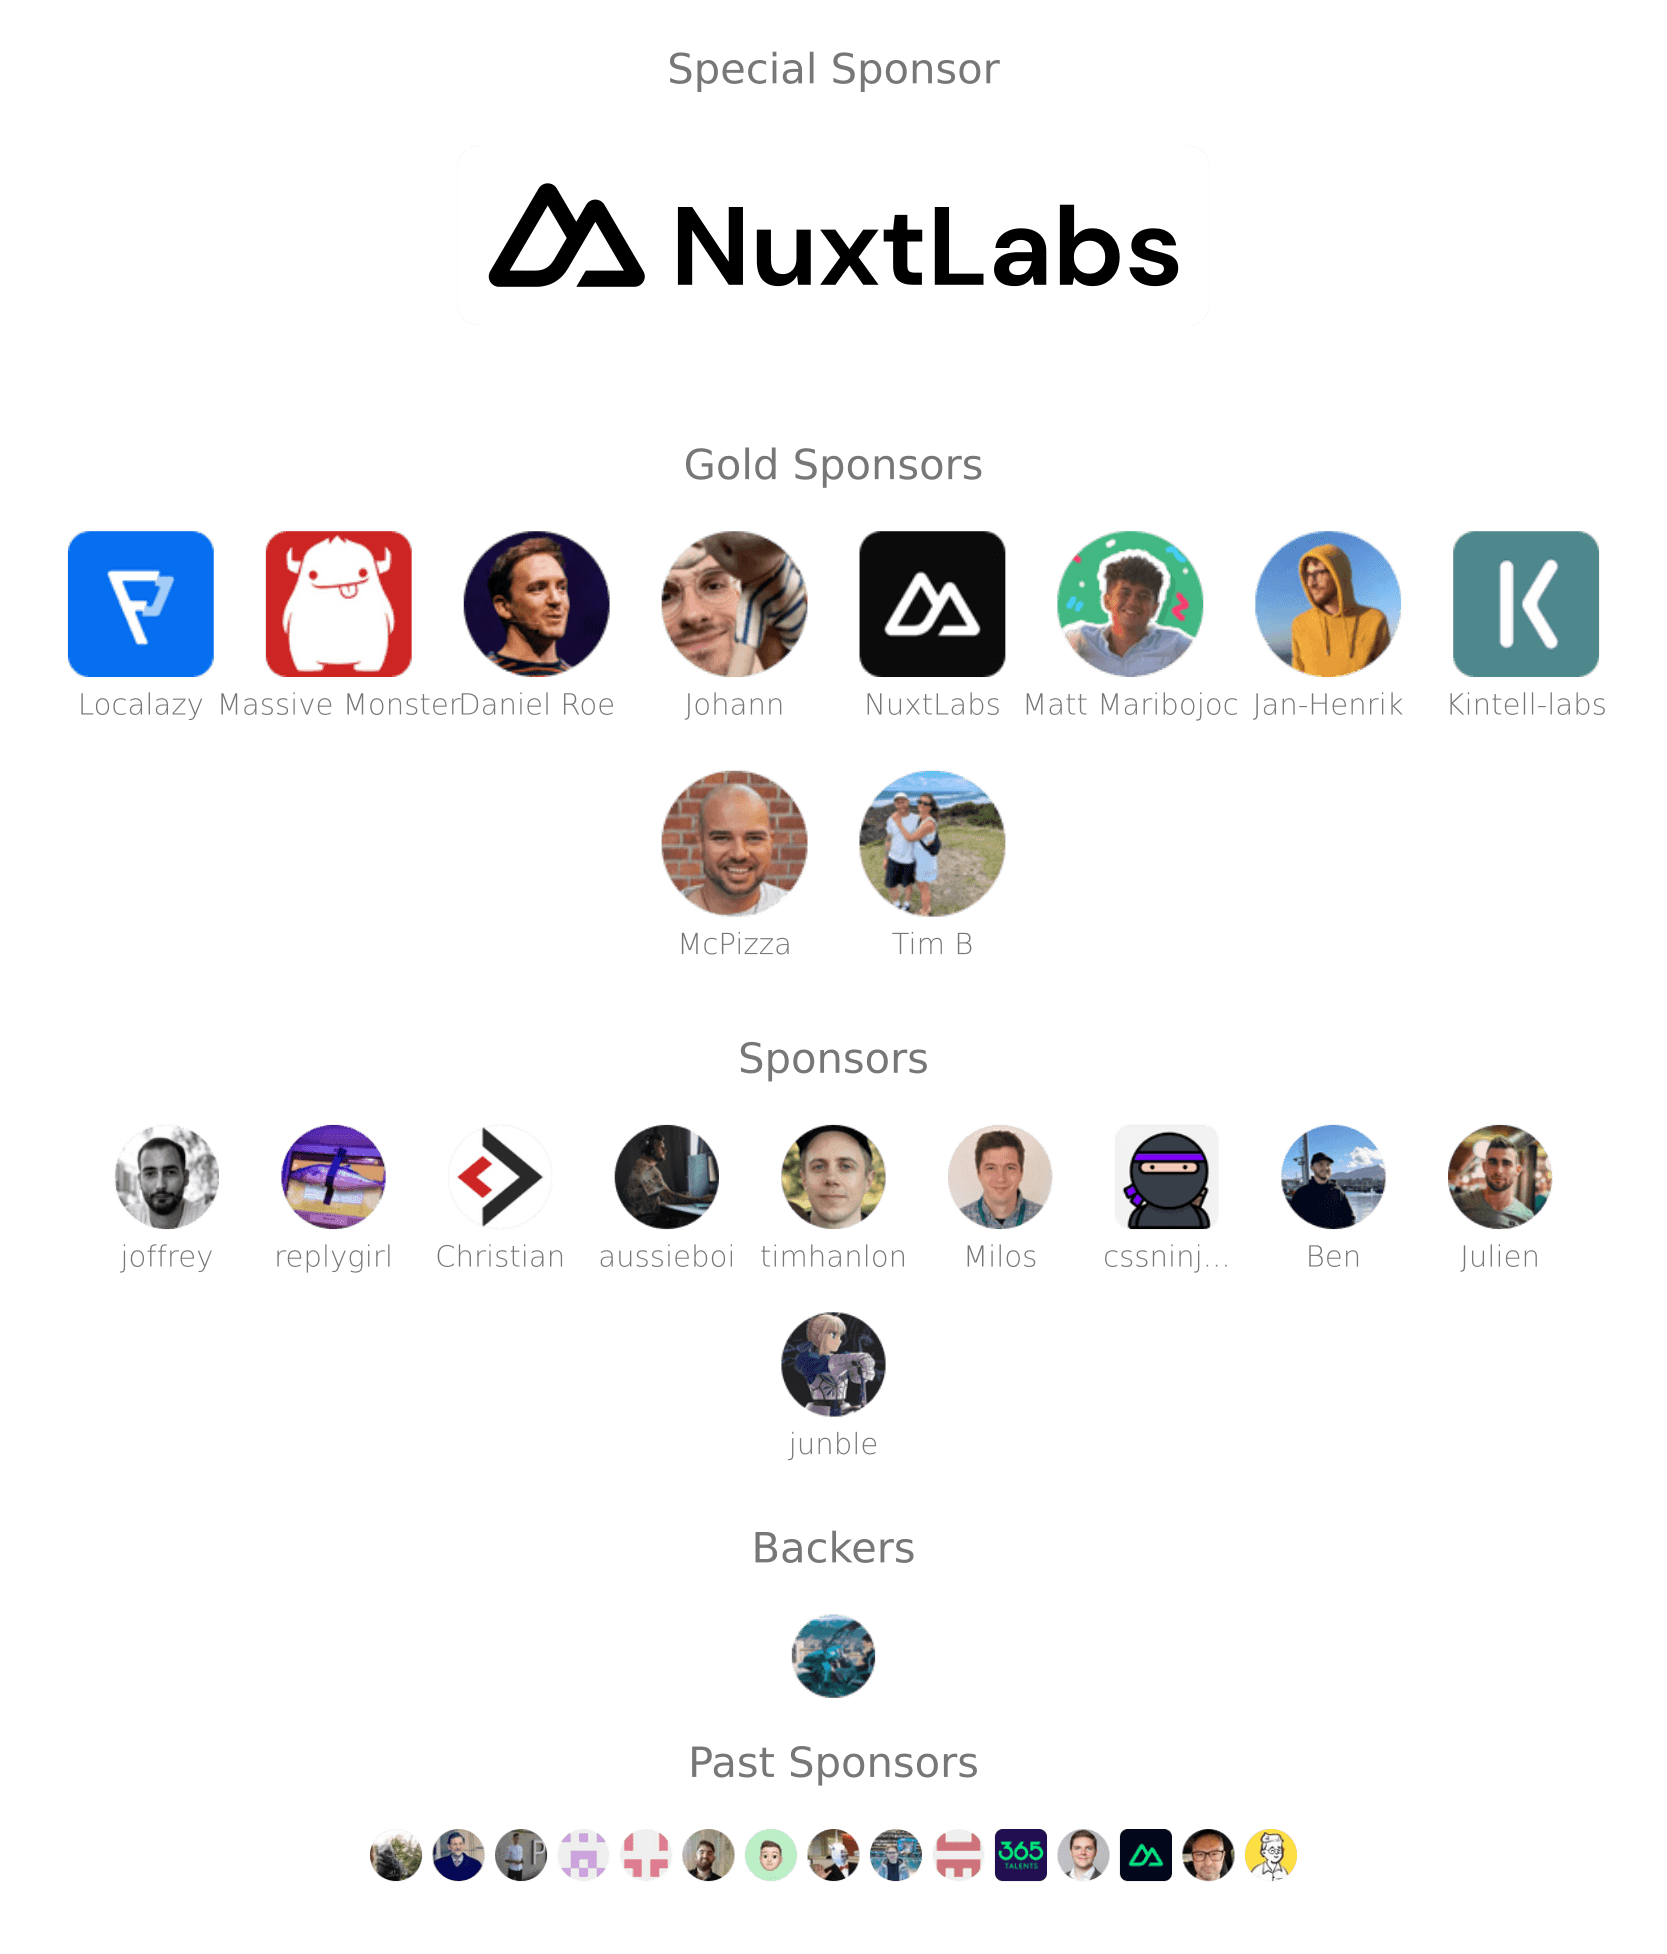 Special Sponsor
NuxtLabs
Gold Sponsors
Localazy Massive Monster Daniel Roe Johann NuxtLabs Matt Maribojoc Jan-Henrik Kintell-labs
McPizza Tim B
Sponsors
joffrey replygirl Christian aussieboi timhanlon Milos cssninj... Ben Julien
junble
Backers
Past Sponsors
365
TALENTS